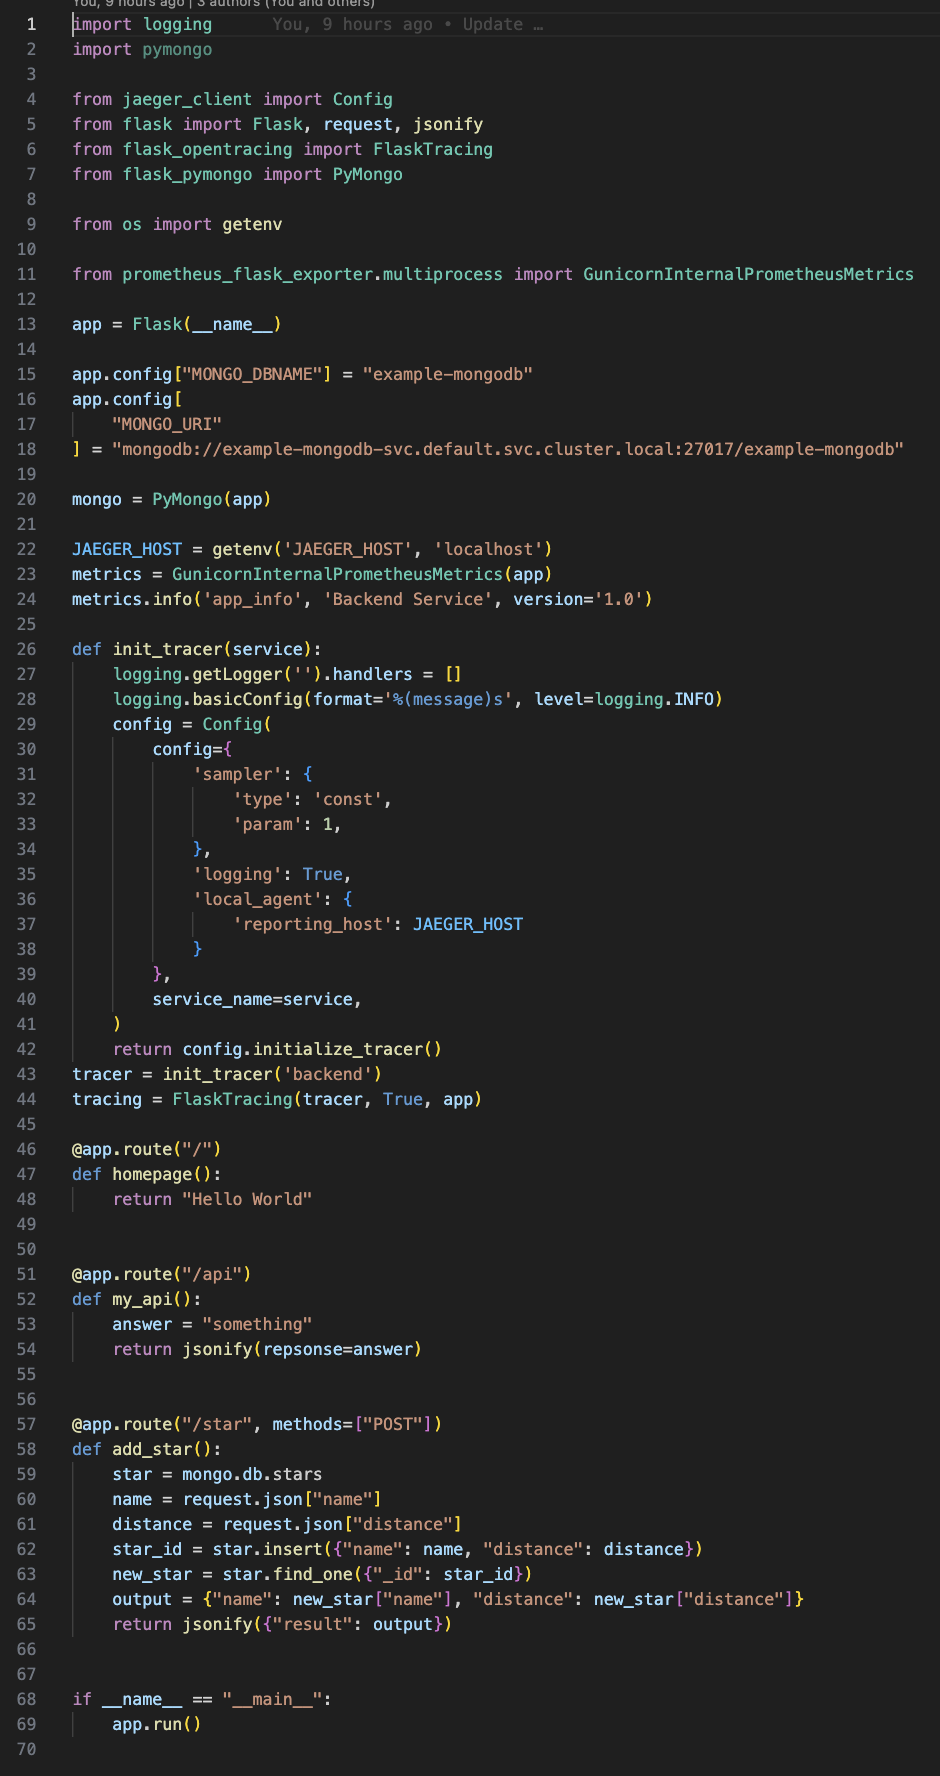 You, 9 hours ago | 3 authors (You and others)
1 import logging You, 9 hours ago • Update …
2 import pymongo
3
4 from jaeger_client import Config
5 from flask import Flask, request, jsonify
6 from flask_opentracing import FlaskTracing
7 from flask_pymongo import PyMongo
8
9 from os import getenv
10
11 from prometheus_flask_exporter.multiprocess import GunicornInternalPrometheusMetrics
12
13 app = Flask(__name__)
14
15 app.config["MONGO_DBNAME"] = "example-mongodb"
16 app.config[
17     "MONGO_URI"
18 ] = "mongodb://example-mongodb-svc.default.svc.cluster.local:27017/example-mongodb"
19
20 mongo = PyMongo(app)
21
22 JAEGER_HOST = getenv('JAEGER_HOST', 'localhost')
23 metrics = GunicornInternalPrometheusMetrics(app)
24 metrics.info('app_info', 'Backend Service', version='1.0')
25
26 def init_tracer(service):
27     logging.getLogger('').handlers = []
28     logging.basicConfig(format='%(message)s', level=logging.INFO)
29     config = Config(
30         config={
31             'sampler': {
32                 'type': 'const',
33                 'param': 1,
34             },
35             'logging': True,
36             'local_agent': {
37                 'reporting_host': JAEGER_HOST
38             }
39         },
40         service_name=service,
41     )
42     return config.initialize_tracer()
43 tracer = init_tracer('backend')
44 tracing = FlaskTracing(tracer, True, app)
45
46 @app.route("/")
47 def homepage():
48     return "Hello World"
49
50
51 @app.route("/api")
52 def my_api():
53     answer = "something"
54     return jsonify(repsonse=answer)
55
56
57 @app.route("/star", methods=["POST"])
58 def add_star():
59     star = mongo.db.stars
60     name = request.json["name"]
61     distance = request.json["distance"]
62     star_id = star.insert({"name": name, "distance": distance})
63     new_star = star.find_one({"_id": star_id})
64     output = {"name": new_star["name"], "distance": new_star["distance"]}
65     return jsonify({"result": output})
66
67
68 if __name__ == "__main__":
69     app.run()
70